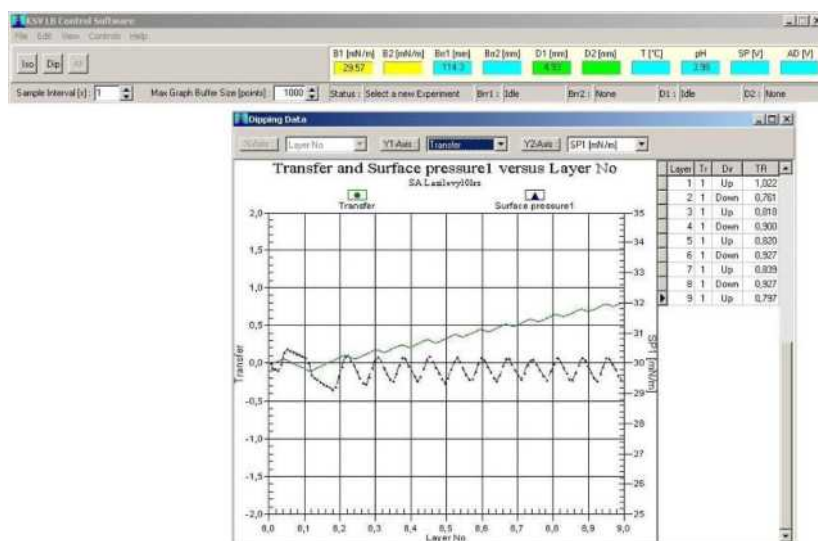 KSV LB Control Software
File Edit View Controls Help
Iso Dip Alt
B1 [mN/m] B2 [mN/m] Barr1 [mm] Barr2 [mm] D1 [mm] D2 [mm] T [°C] pH SP [V] AD [V]
29.57 114.3 4.93 3.98
Sample Interval [x]: 1 Max Graph Buffer Size [points] 1000 Status : Select a new Experiment Brr1 : Idle Brr2 : None D1 : Idle D2 : None
Dipping Data
X-Axis : Layer No Y1-Axis : Transfer Y2-Axis : SP1 [mN/m]
Transfer and Surface pressure1 versus Layer No
Transfer Surface pressure1
2,0
1,5
1,0
0,5
0,0
-0,5
-1,0
-1,5
-2,0
Transfer
35
34
33
32
31
30
29
28
27
26
25
SP1 [mN/m]
0,0 0,1 0,2 0,3 0,4 0,5 0,6 0,7 0,8 9,0
Layer No
Layer Tr Dir TR
1 1 Up 1,022
2 1 Down 0,761
3 1 Up 0,818
4 1 Down 0,900
5 1 Up 0,820
6 1 Down 0,927
7 1 Up 0,839
8 1 Down 0,927
9 1 Up 0,797